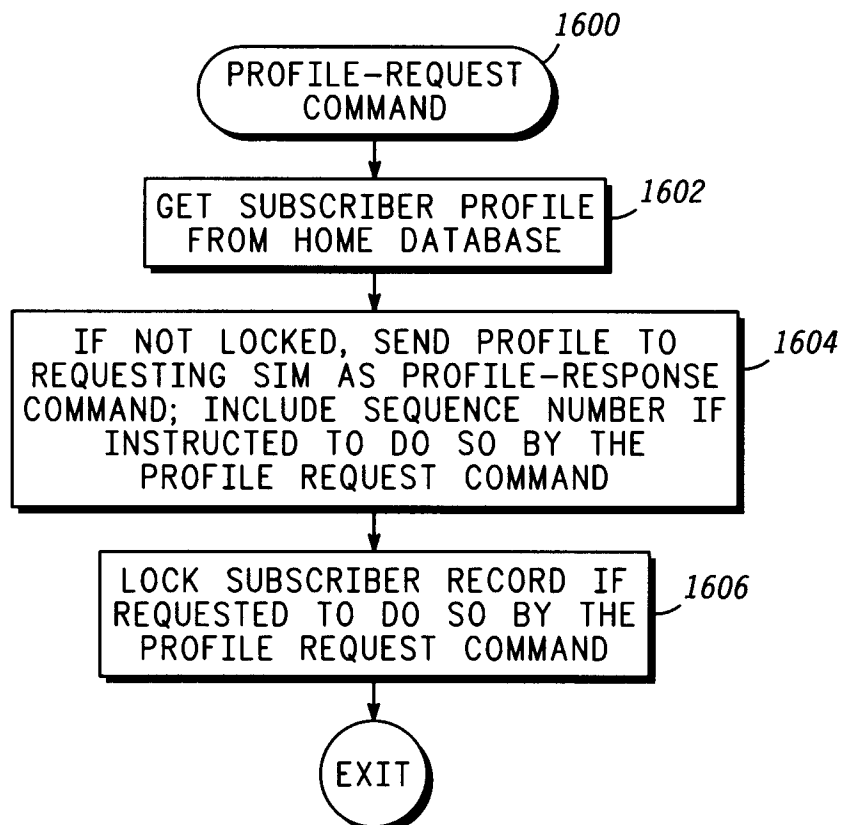 1600
PROFILE-REQUEST
COMMAND
1602
GET SUBSCRIBER PROFILE
FROM HOME DATABASE
1604
IF NOT LOCKED, SEND PROFILE TO
REQUESTING SIM AS PROFILE-RESPONSE
COMMAND; INCLUDE SEQUENCE NUMBER IF
INSTRUCTED TO DO SO BY THE
PROFILE REQUEST COMMAND
1606
LOCK SUBSCRIBER RECORD IF
REQUESTED TO DO SO BY THE
PROFILE REQUEST COMMAND
EXIT